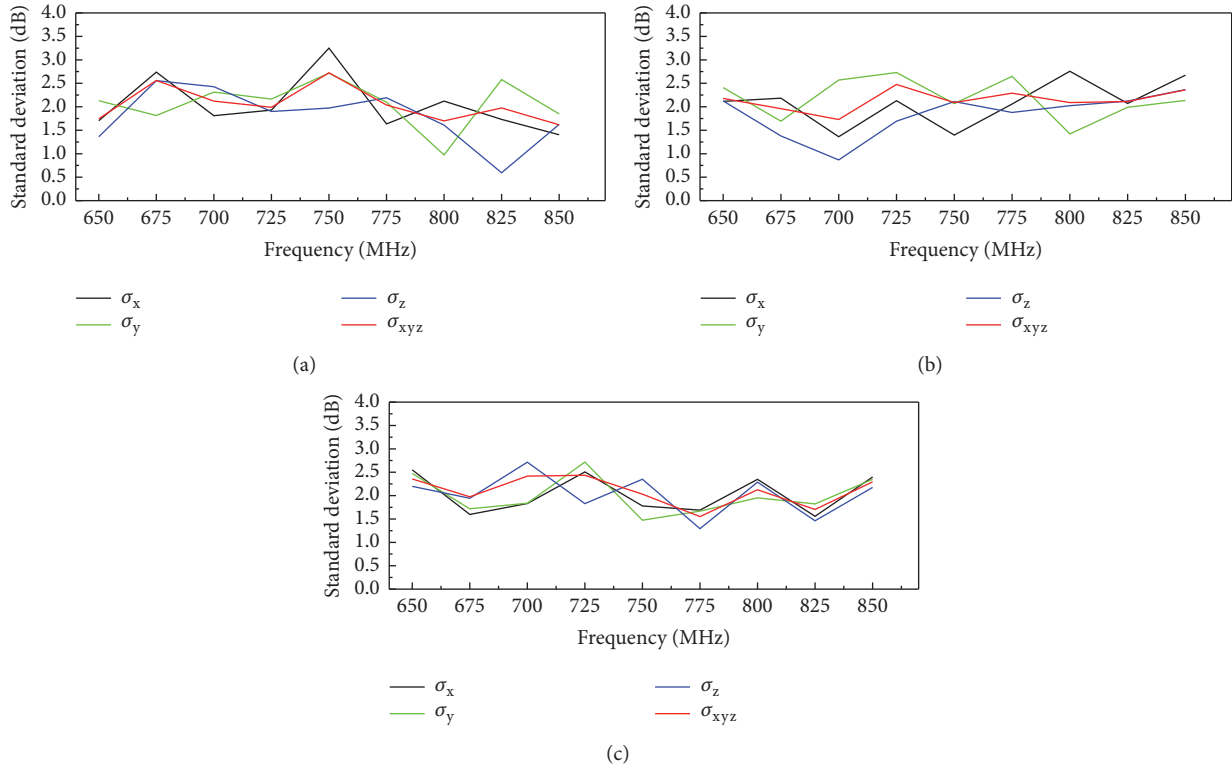 4.0
3.5
3.0
2.5
2.0
1.5
1.0
0.5
0.0
Standard deviation (dB)
650 675 700 725 750 775 800 825 850
Frequency (MHz)
σx
σy
σz
σxyz
(a)
4.0
3.5
3.0
2.5
2.0
1.5
1.0
0.5
0.0
Standard deviation (dB)
650 675 700 725 750 775 800 825 850
Frequency (MHz)
σx
σy
σz
σxyz
(b)
4.0
3.5
3.0
2.5
2.0
1.5
1.0
0.5
0.0
Standard deviation (dB)
650 675 700 725 750 775 800 825 850
Frequency (MHz)
σx
σy
σz
σxyz
(c)